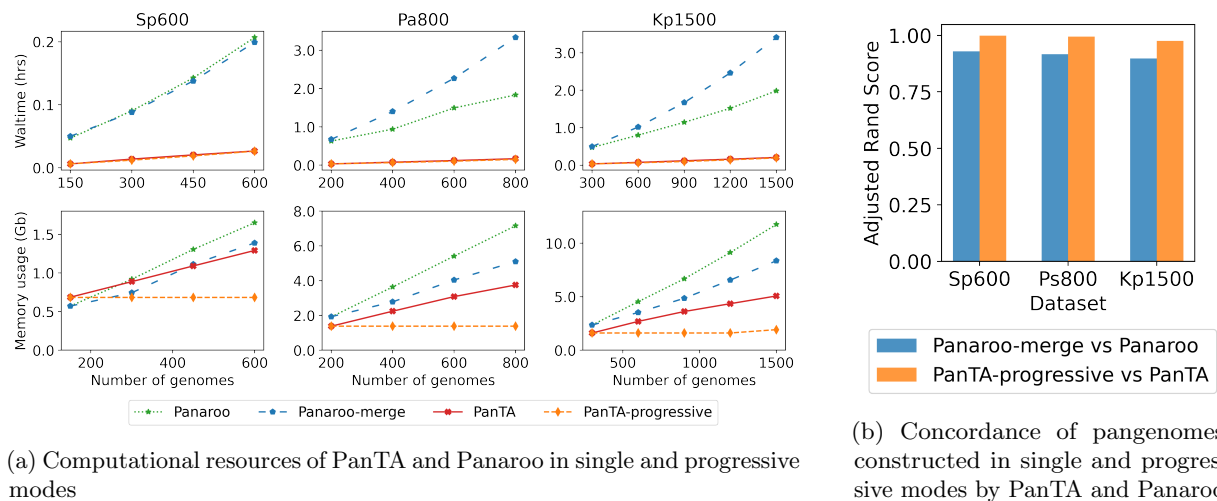 Sp600
Pa800
Kp1500
Waltime (hrs)
0.2
0.1
0.0
150 300 450 600
3.0
2.0
1.0
0.0
200 400 600 800
3.0
2.0
1.0
0.0
300 600 900 1200 1500
Memory usage (Gb)
1.5
1.0
0.5
0.0
200 400 600
Number of genomes
8.0
6.0
4.0
2.0
0.0
200 400 600 800
Number of genomes
10.0
5.0
0.0
500 1000 1500
Number of genomes
Panaroo Panaroo-merge PanTA PanTA-progressive
(a) Computational resources of PanTA and Panaroo in single and progressive
modes
Adjusted Rand Score
1.00
0.75
0.50
0.25
0.00
Sp600 Ps800 Kp1500
Dataset
Panaroo-merge vs Panaroo
PanTA-progressive vs PanTA
(b) Concordance of pangenomes
constructed in single and progres-
sive modes by PanTA and Panaroo